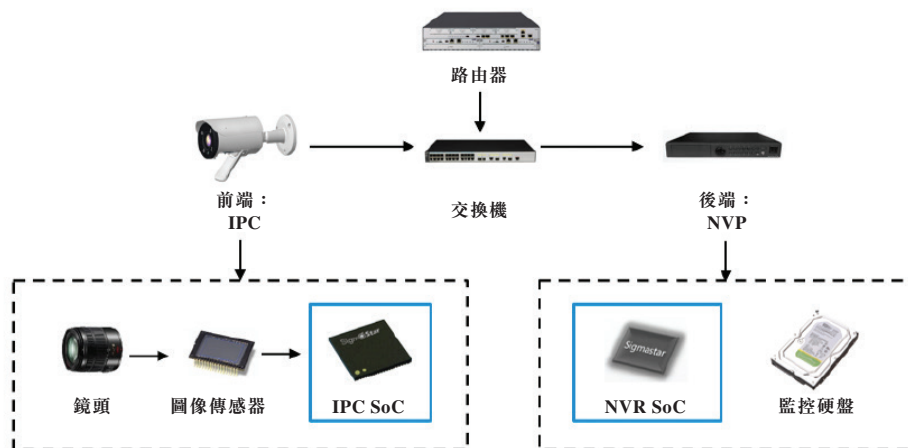 路由器
前端：
IPC
交換機
後端：
NVP
SigmaStar
Sigmastar
鏡頭
圖像傳感器
IPC SoC
NVR SoC
監控硬盤